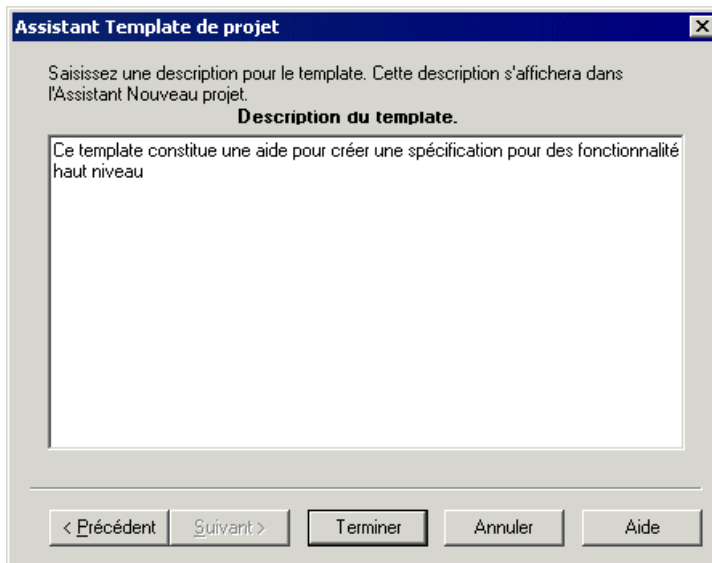 Assistant Template de projet
Saisissez une description pour le template. Cette description s'affichera dans
l'Assistant Nouveau projet.
Description du template.
Ce template constitue une aide pour créer une spécification pour des fonctionnalité
haut niveau
< Précédent Suivant > Terminer Annuler Aide